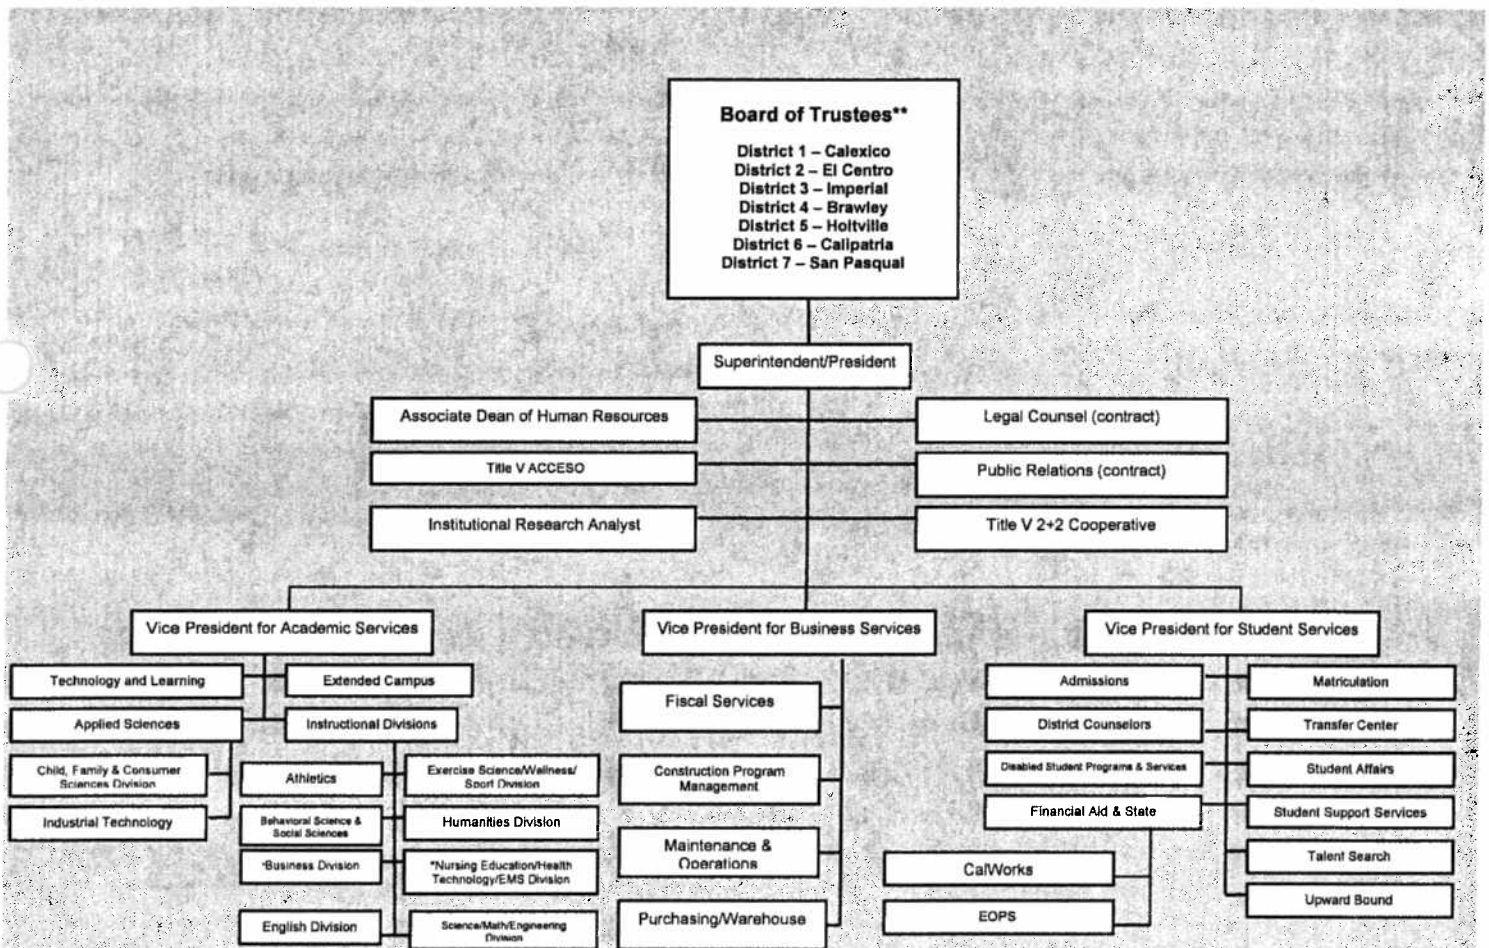 Board of Trustees**
District 1 – Calexico
District 2 – El Centro
District 3 – Imperial
District 4 – Brawley
District 5 – Holtville
District 6 – Calipatria
District 7 – San Pasqual
Superintendent/President
Associate Dean of Human Resources
Legal Counsel (contract)
Title V ACCESO
Public Relations (contract)
Institutional Research Analyst
Title V 2+2 Cooperative
Vice President for Academic Services
Vice President for Business Services
Vice President for Student Services
Technology and Learning
Extended Campus
Applied Sciences
Instructional Divisions
Child, Family & Consumer
Sciences Division
Industrial Technology
Athletics
Exercise Science/Wellness/
Sport Division
Behavioral Science &
Social Sciences
Humanities Division
*Business Division
*Nursing Education/Health
Technology/EMS Division
English Division
Science/Math/Engineering
Division
Fiscal Services
Construction Program
Management
Maintenance &
Operations
Purchasing/Warehouse
Admissions
Matriculation
District Counselors
Transfer Center
Disabled Student Programs & Services
Student Affairs
Financial Aid & State
Student Support Services
Talent Search
CalWorks
Upward Bound
EOPS